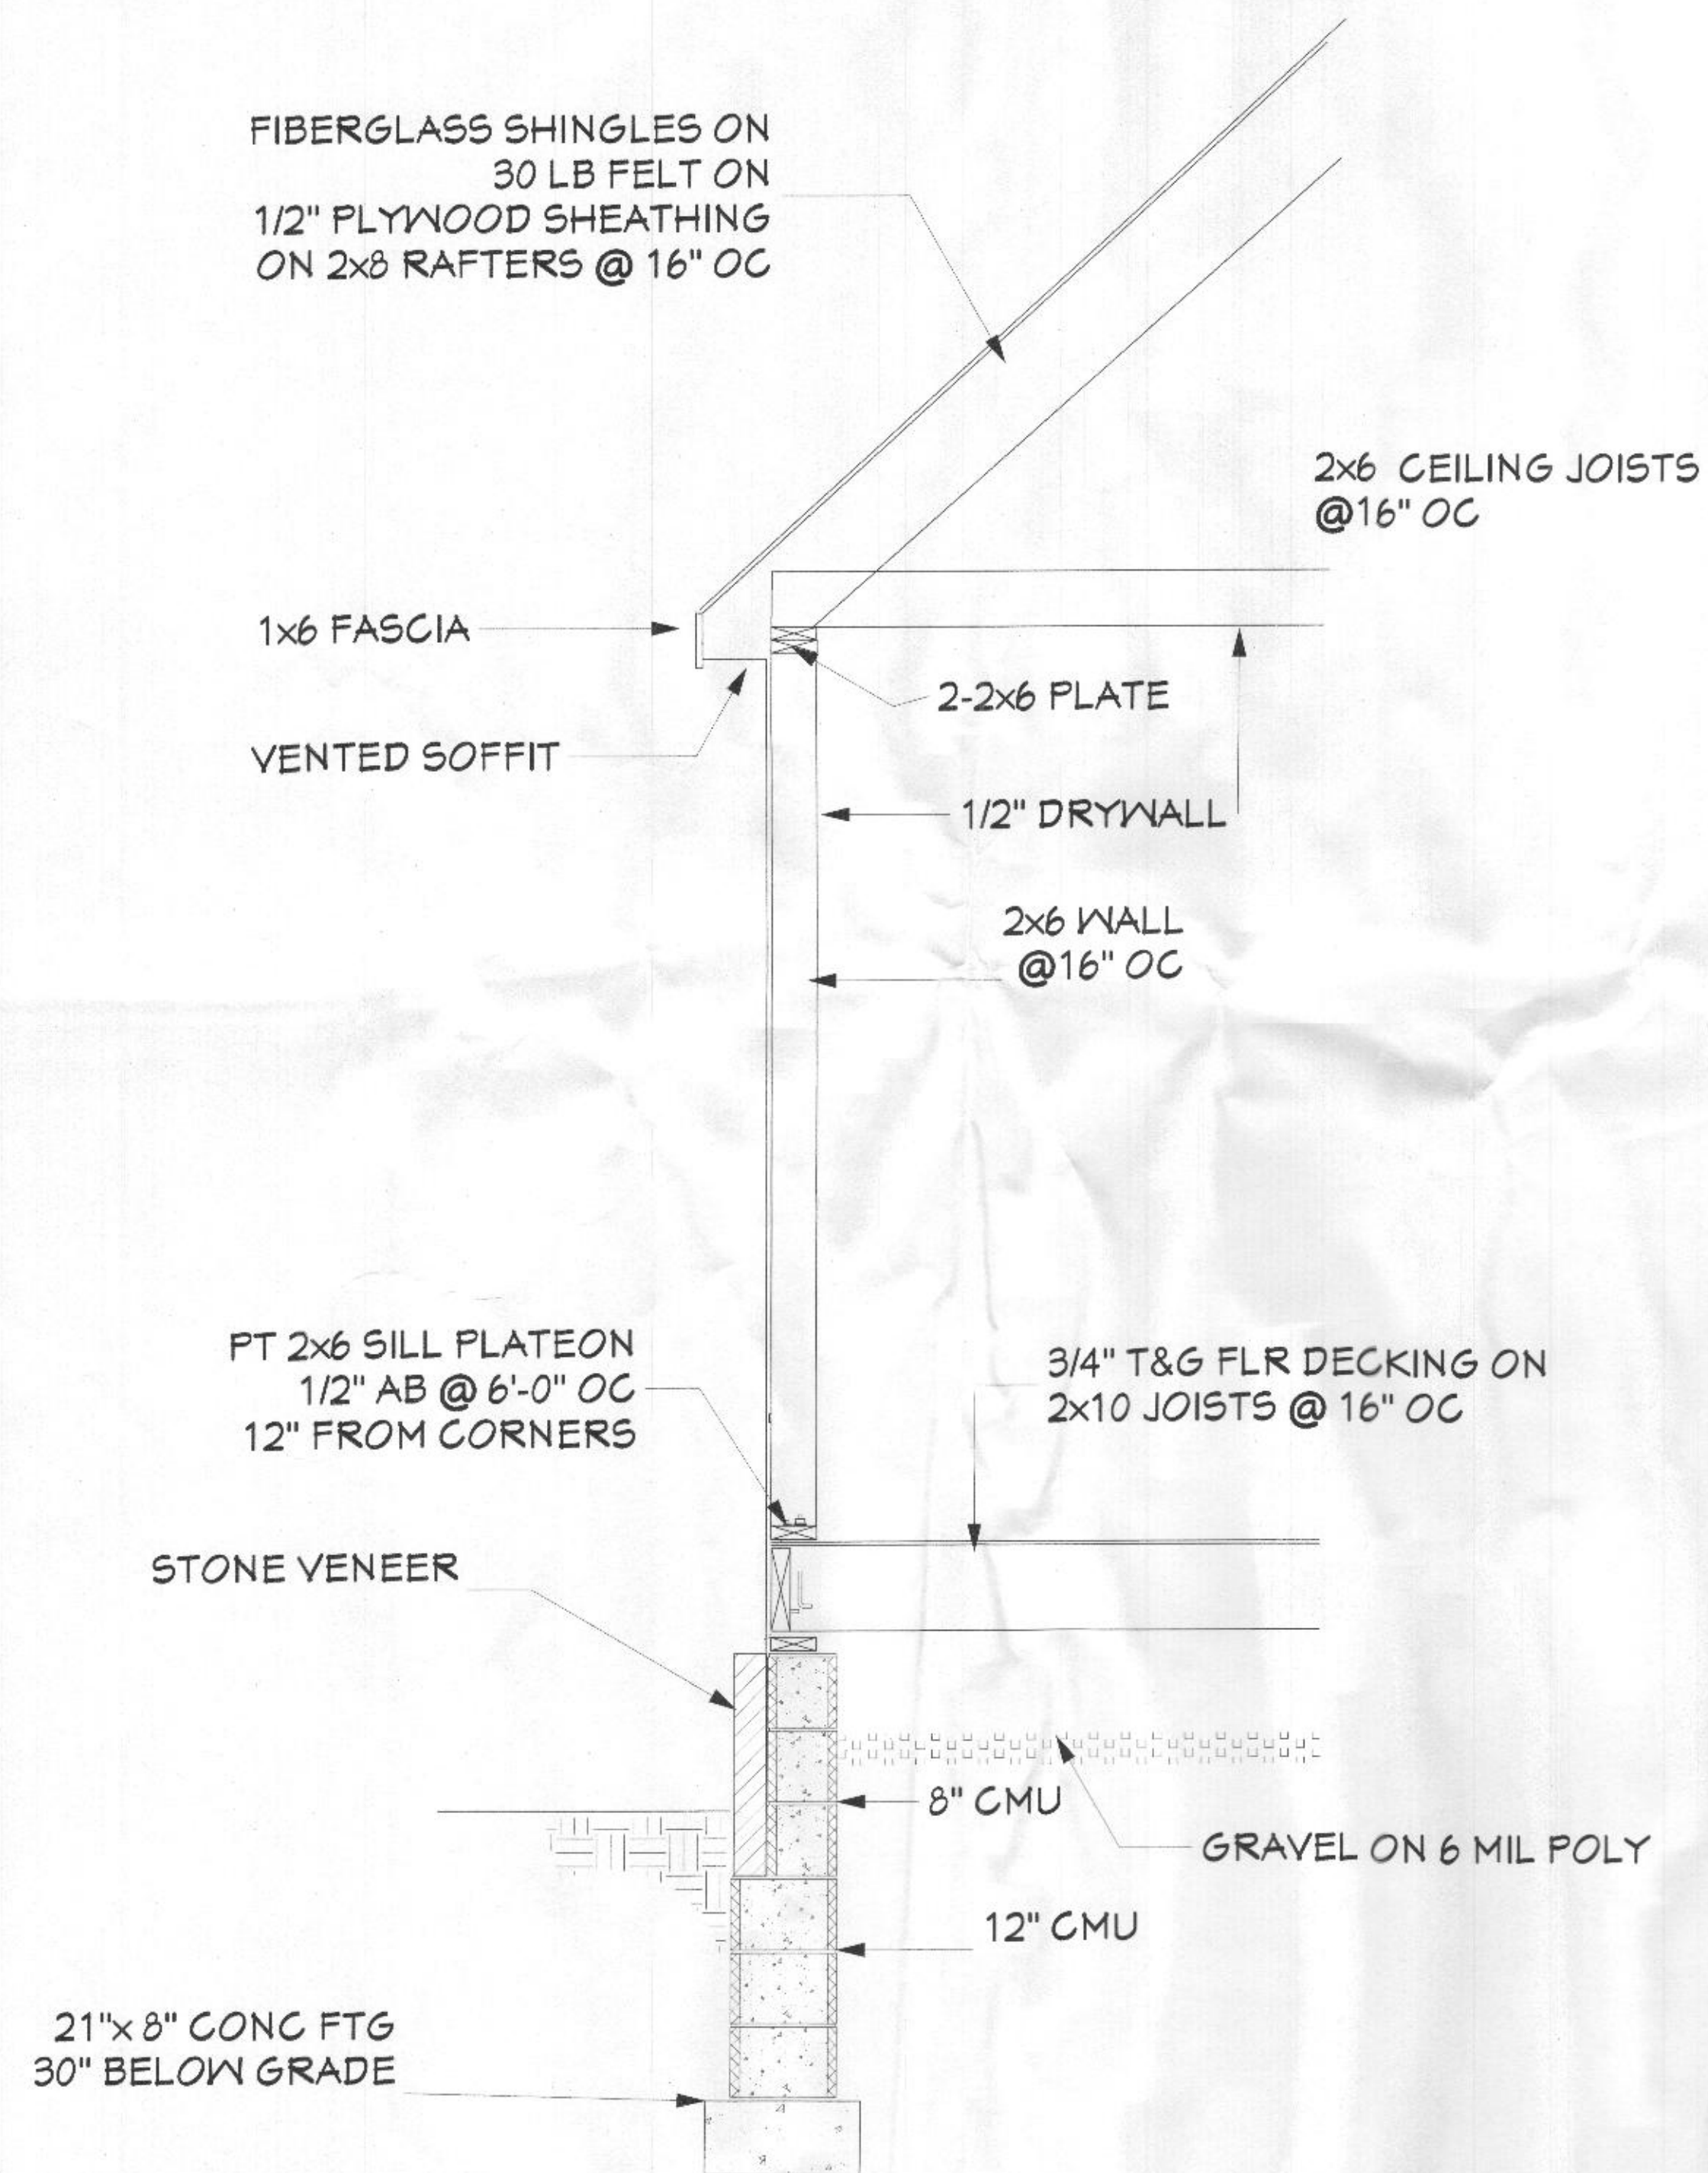 FIBERGLASS SHINGLES ON
30 LB FELT ON
1/2" PLYWOOD SHEATHING
ON 2x8 RAFTERS @ 16" OC
2x6 CEILING JOISTS
@16" OC
1x6 FASCIA
2-2x6 PLATE
VENTED SOFFIT
1/2" DRYWALL
2x6 WALL
@16" OC
PT 2x6 SILL PLATEON
1/2" AB @ 6'-0" OC
12" FROM CORNERS
3/4" T&G FLR DECKING ON
2x10 JOISTS @ 16" OC
STONE VENEER
8" CMU
GRAVEL ON 6 MIL POLY
12" CMU
21"x 8" CONC FTG
30" BELOW GRADE